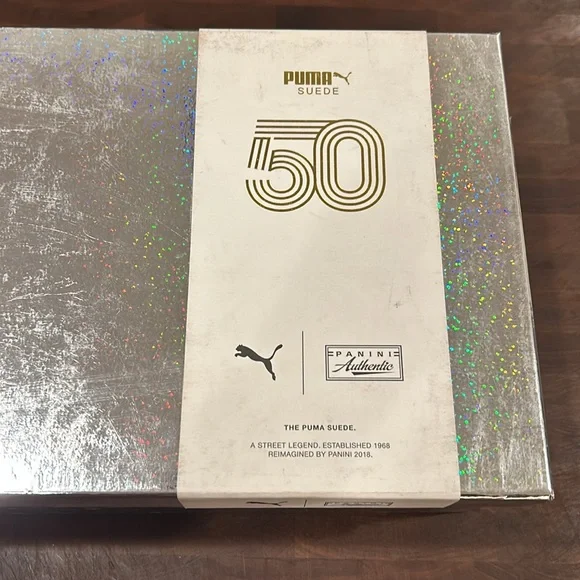 PUMA
SUEDE
50
PANINI
Authentic
THE PUMA SUEDE.
A STREET LEGEND. ESTABLISHED 1968
REIMAGINED BY PANINI 2018.